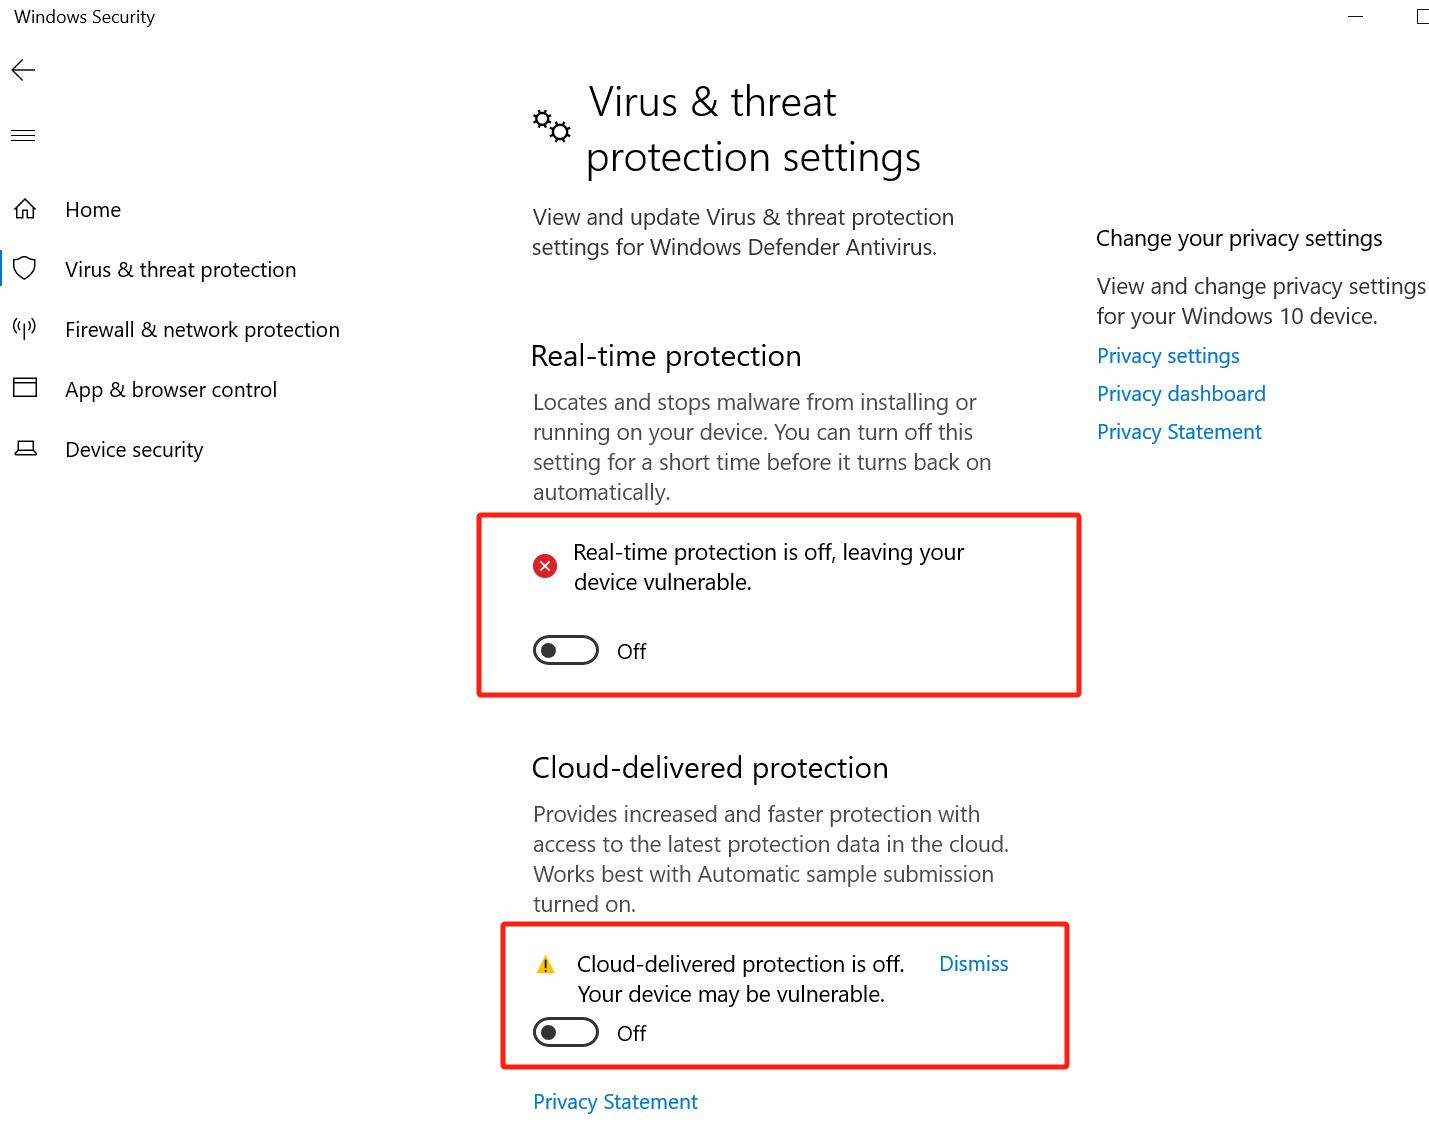 Windows Security
Home
Virus & threat protection
Firewall & network protection
App & browser control
Device security
Virus & threat
protection settings
View and update Virus & threat protection
settings for Windows Defender Antivirus.
Real-time protection
Locates and stops malware from installing or
running on your device. You can turn off this
setting for a short time before it turns back on
automatically.
Real-time protection is off, leaving your
device vulnerable.
Off
Cloud-delivered protection
Provides increased and faster protection with
access to the latest protection data in the cloud.
Works best with Automatic sample submission
turned on.
Cloud-delivered protection is off. Dismiss
Your device may be vulnerable.
Off
Privacy Statement
Change your privacy settings
View and change privacy settings
for your Windows 10 device.
Privacy settings
Privacy dashboard
Privacy Statement